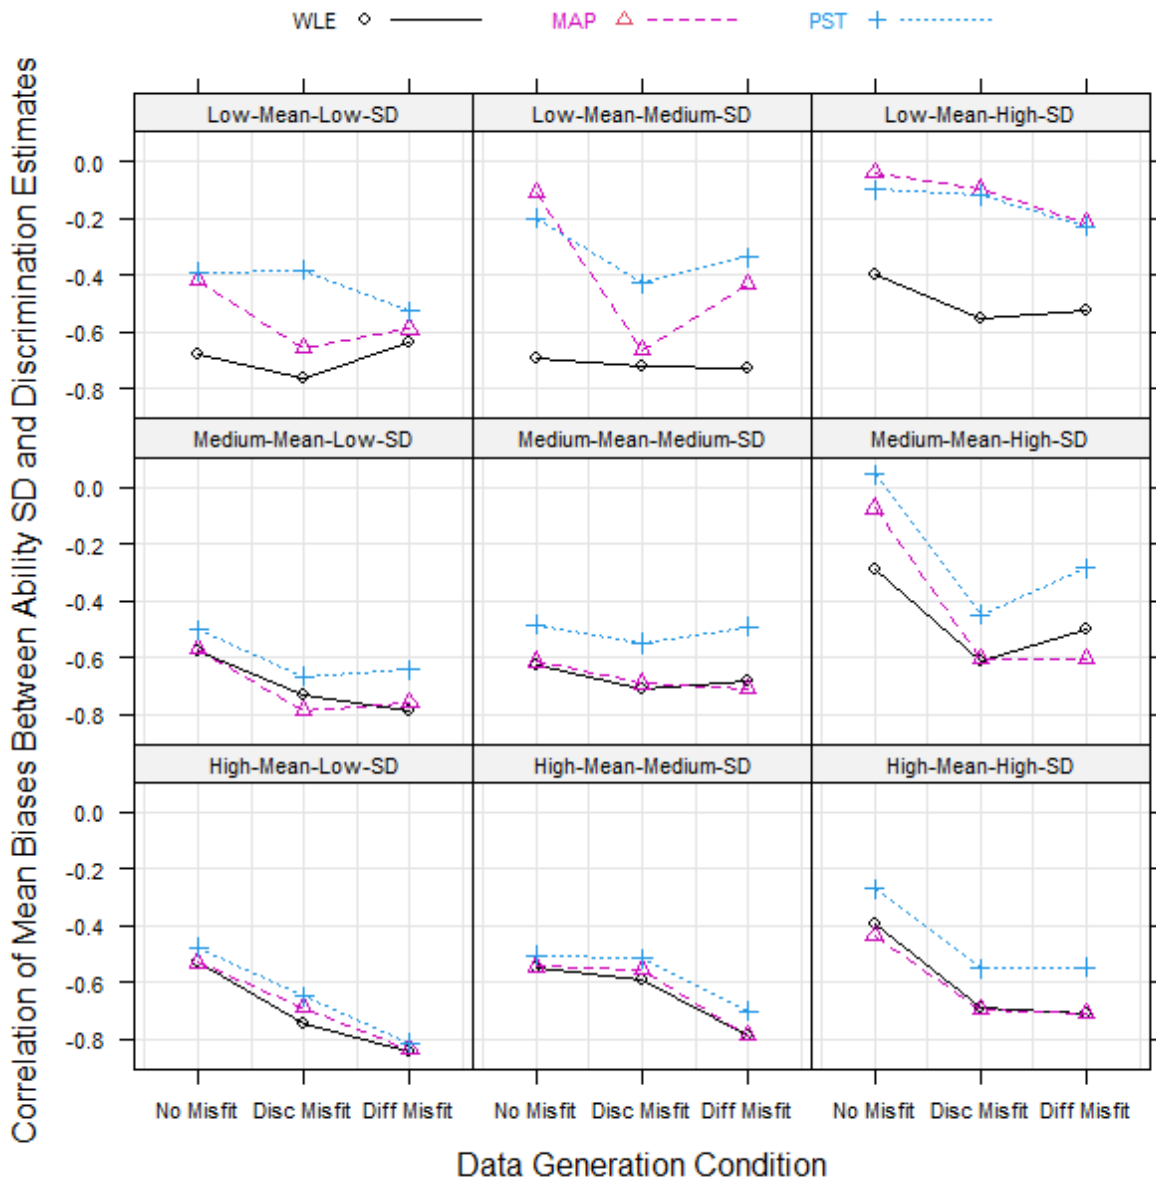 WLE MAP PST
Correlation of Mean Biases Between Ability SD and Discrimination Estimates
Low-Mean-Low-SD Low-Mean-Medium-SD Low-Mean-High-SD
0.0
-0.2
-0.4
-0.6
-0.8
Medium-Mean-Low-SD Medium-Mean-Medium-SD Medium-Mean-High-SD
0.0
-0.2
-0.4
-0.6
-0.8
High-Mean-Low-SD High-Mean-Medium-SD High-Mean-High-SD
0.0
-0.2
-0.4
-0.6
-0.8
No Misfit Disc Misfit Diff Misfit No Misfit Disc Misfit Diff Misfit No Misfit Disc Misfit Diff Misfit
Data Generation Condition